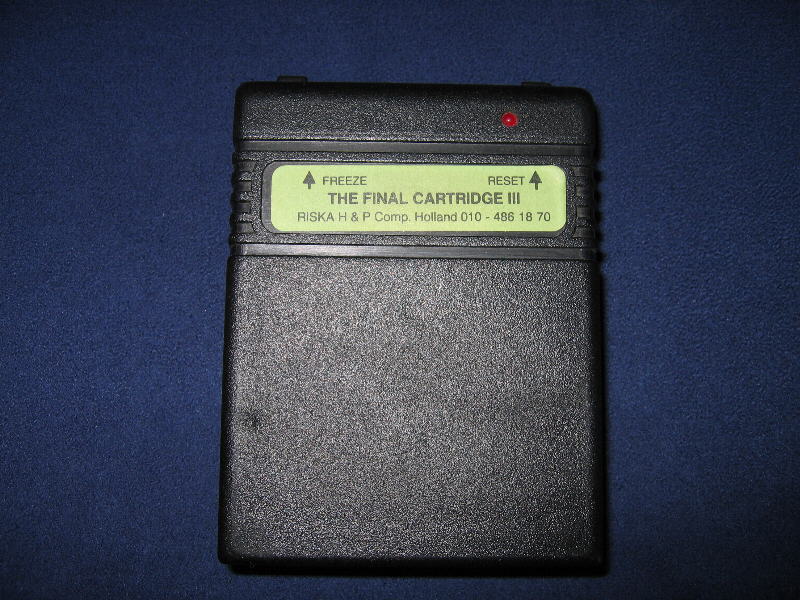 FREEZE RESET
THE FINAL CARTRIDGE III
RISKA H & P Comp. Holland 010 - 486 18 70